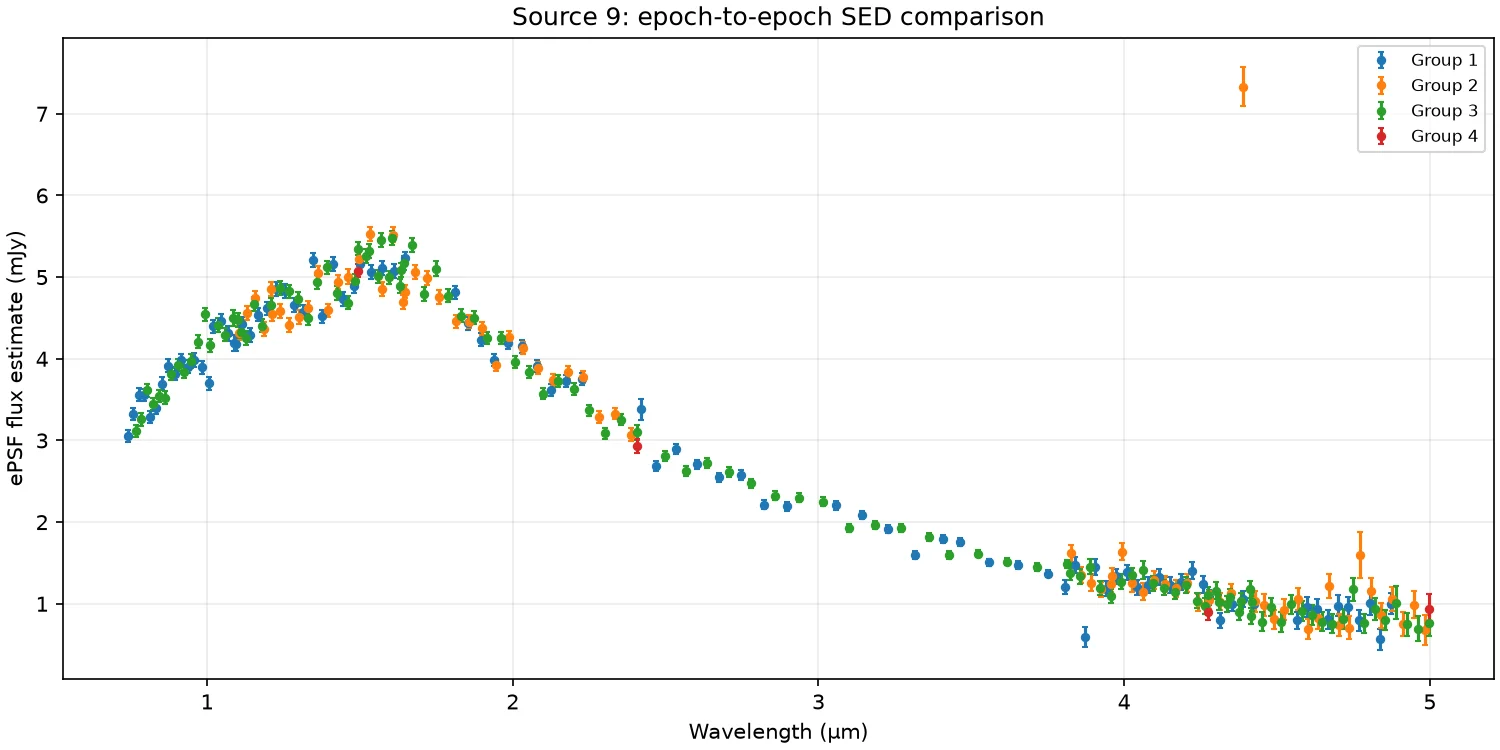 Source 9: epoch-to-epoch SED comparison
ePSF flux estimate (mJy)
7
6
5
4
3
2
1
Group 1
Group 2
Group 3
Group 4
1 2 3 4 5
Wavelength (μm)